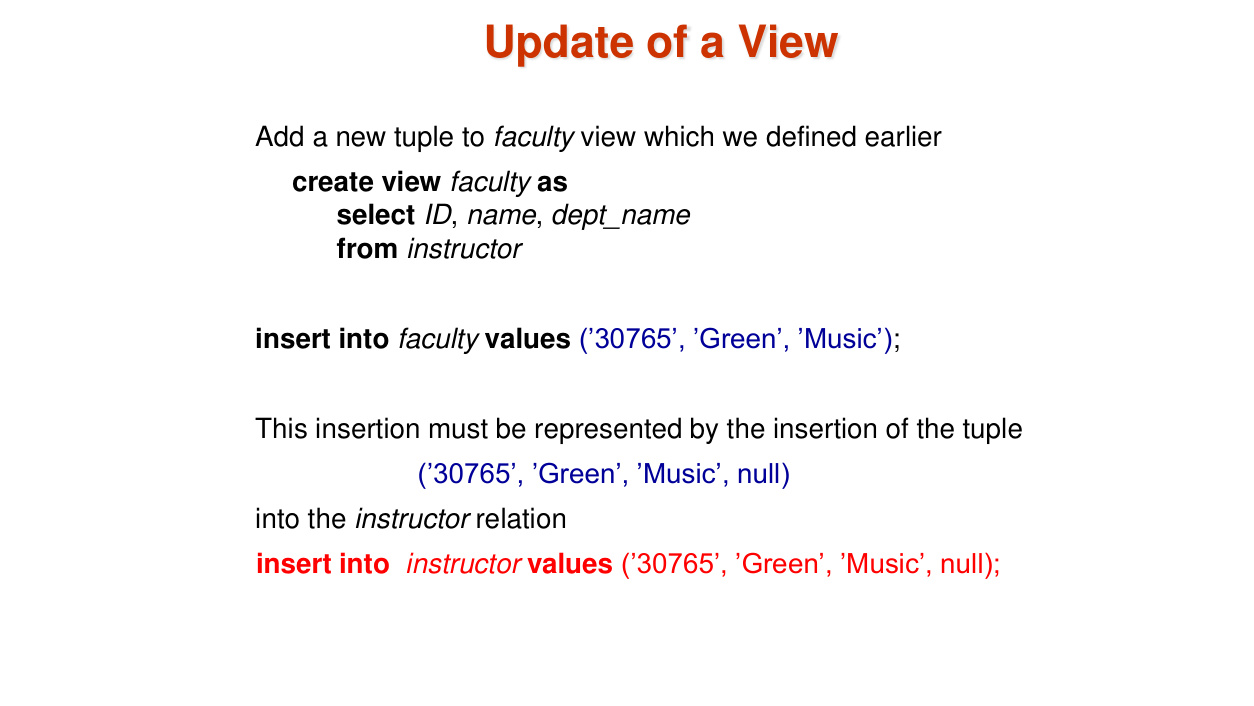 Update of a View
Add a new tuple to faculty view which we defined earlier
create view faculty as
select ID, name, dept_name
from instructor
insert into faculty values (’30765’, ’Green’, ’Music’);
This insertion must be represented by the insertion of the tuple
(’30765’, ’Green’, ’Music’, null)
into the instructor relation
insert into instructor values (’30765’, ’Green’, ’Music’, null);